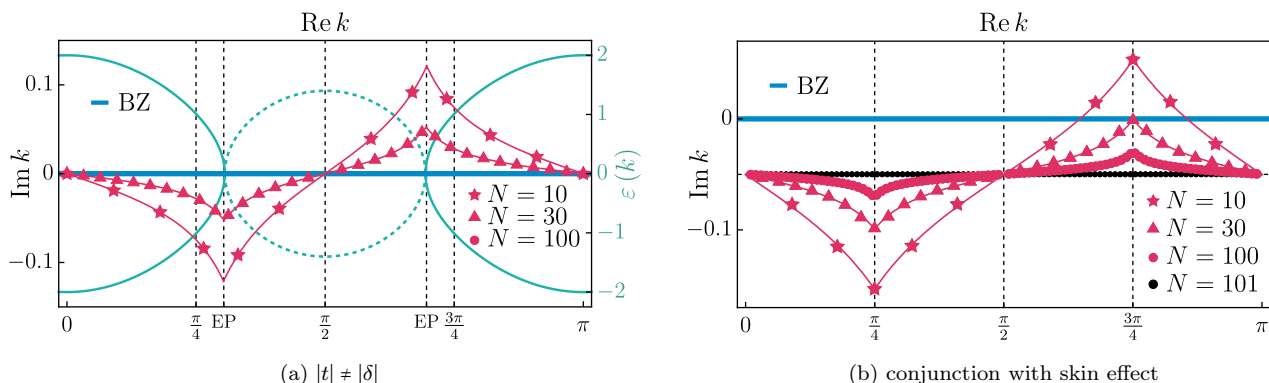 Re k
0.1
0
−0.1
Im k
BZ
N = 10
N = 30
N = 100
2
1
0
−1
−2
ε(k)
0
π/4
EP
π/2
EP
3π/4
π
(a) |t| ≠ |δ|
Re k
0
−0.1
Im k
BZ
N = 10
N = 30
N = 100
N = 101
0
π/4
π/2
3π/4
π
(b) conjunction with skin effect